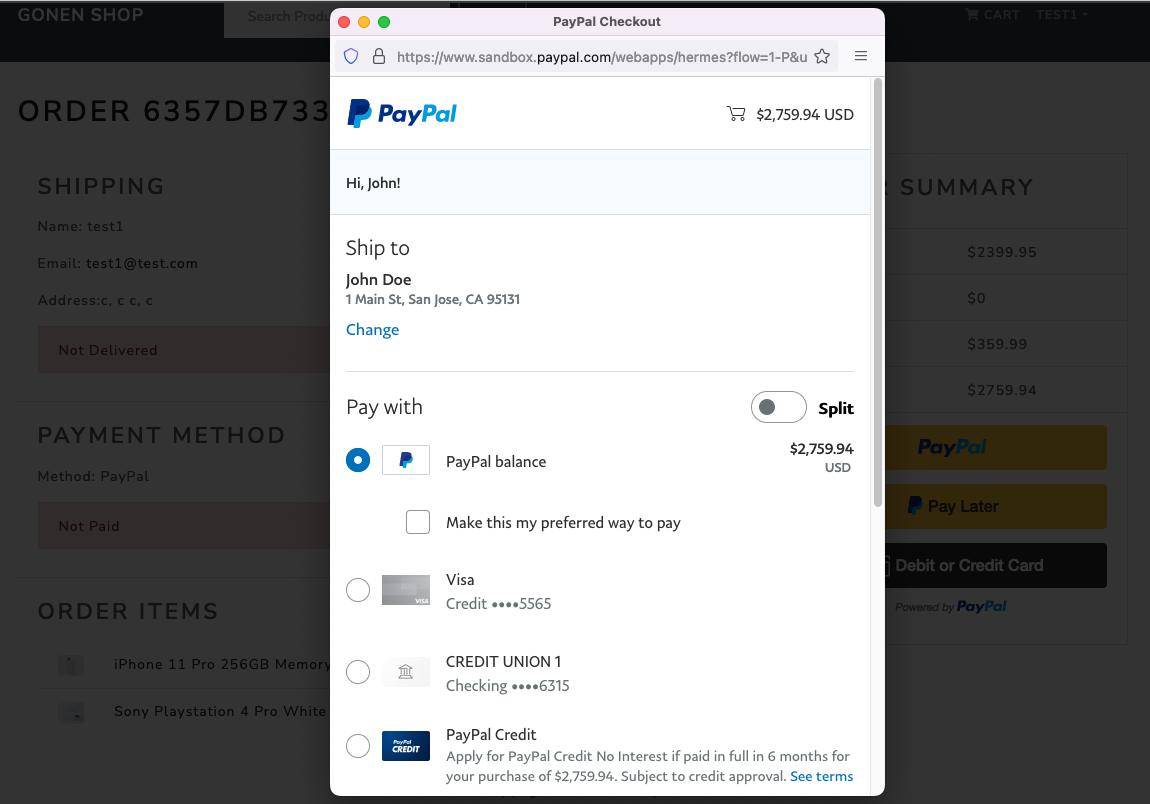 GONEN SHOP
Search Produ
CART
TEST1
PayPal Checkout
https://www.sandbox.paypal.com/webapps/hermes?flow=1-P&u
ORDER 6357DB733
SHIPPING
Name: test1
Email: test1@test.com
Address:c, c c, c
Not Delivered
PAYMENT METHOD
Method: PayPal
Not Paid
ORDER ITEMS
iPhone 11 Pro 256GB Memory
Sony Playstation 4 Pro White
PayPal
$2,759.94 USD
Hi, John!
Ship to
John Doe
1 Main St, San Jose, CA 95131
Change
Pay with
Split
PayPal balance
$2,759.94
USD
Make this my preferred way to pay
VISA
Visa
Credit ••••5565
CREDIT UNION 1
Checking ••••6315
PayPal
CREDIT
PayPal Credit
Apply for PayPal Credit No Interest if paid in full in 6 months for
your purchase of $2,759.94. Subject to credit approval. See terms
SUMMARY
$2399.95
$0
$359.99
$2759.94
PayPal
Pay Later
Debit or Credit Card
Powered by PayPal